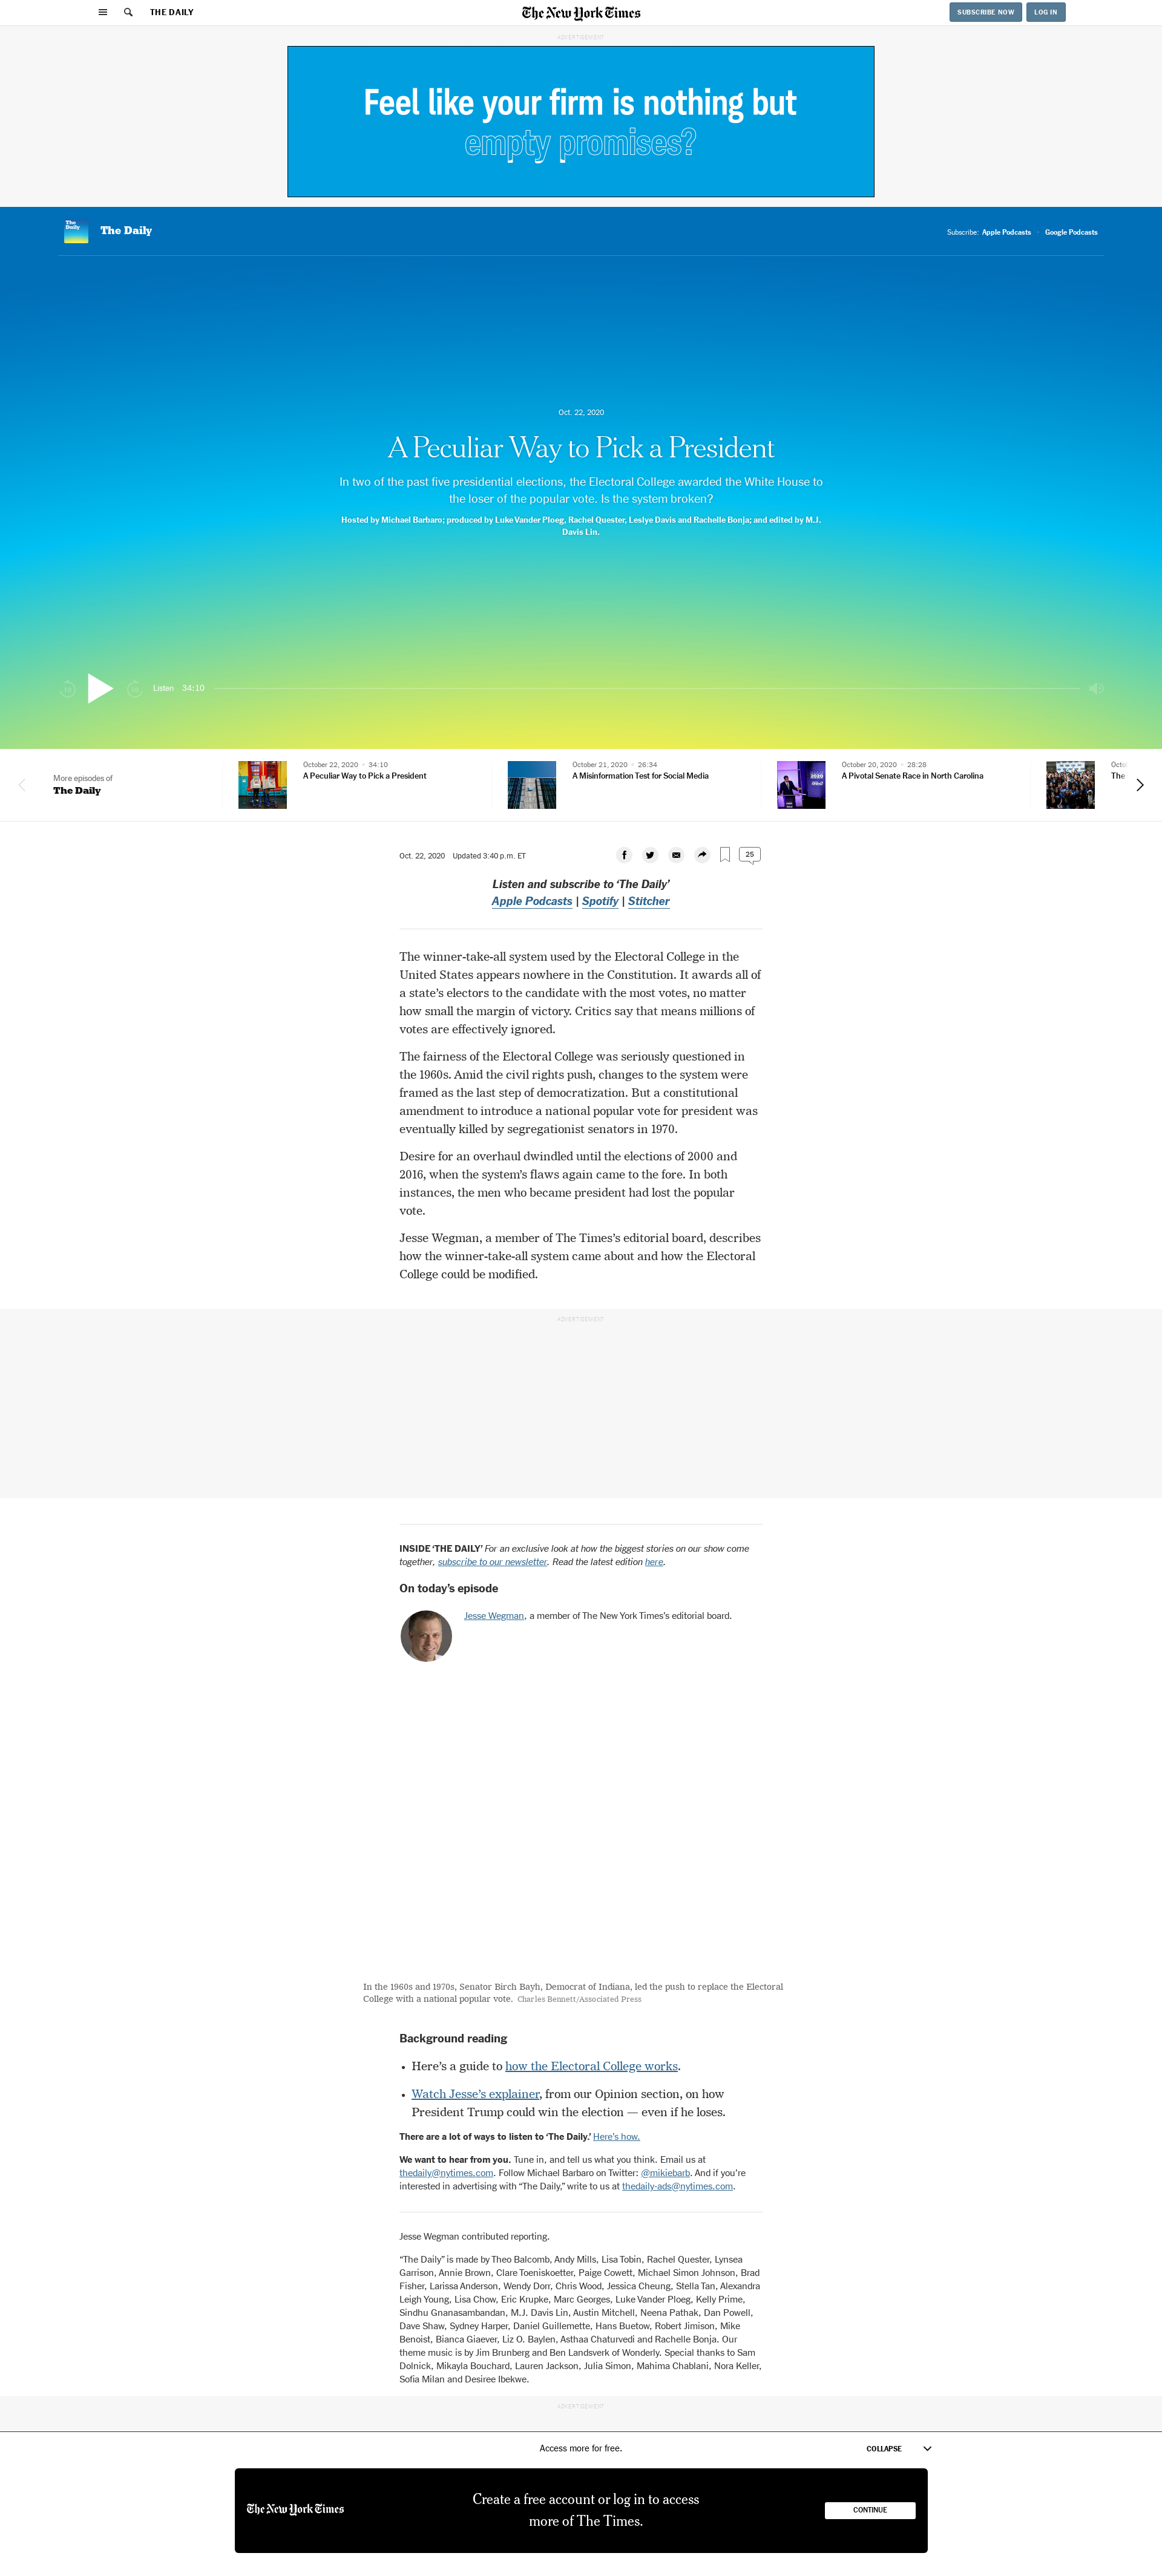 THE DAILY
The New York Times
SUBSCRIBE NOW
LOG IN
ADVERTISEMENT
Feel like your firm is nothing but
empty promises?
The
Daily
The Daily
Subscribe: Apple Podcasts
Google Podcasts
Oct. 22, 2020
A Peculiar Way to Pick a President
In two of the past five presidential elections, the Electoral College awarded the White House to
the loser of the popular vote. Is the system broken?
Hosted by Michael Barbaro; produced by Luke Vander Ploeg, Rachel Quester, Leslye Davis and Rachelle Bonja; and edited by M.J.
Davis Lin.
Listen 34:10
More episodes of
The Daily
October 22, 2020 • 34:10
A Peculiar Way to Pick a President
October 21, 2020 • 26:34
A Misinformation Test for Social Media
October 20, 2020 • 28:28
A Pivotal Senate Race in North Carolina
The
Oct. 22, 2020 Updated 3:40 p.m. ET
25
Listen and subscribe to ‘The Daily’
Apple Podcasts | Spotify | Stitcher
The winner-take-all system used by the Electoral College in the
United States appears nowhere in the Constitution. It awards all of
a state’s electors to the candidate with the most votes, no matter
how small the margin of victory. Critics say that means millions of
votes are effectively ignored.
The fairness of the Electoral College was seriously questioned in
the 1960s. Amid the civil rights push, changes to the system were
framed as the last step of democratization. But a constitutional
amendment to introduce a national popular vote for president was
eventually killed by segregationist senators in 1970.
Desire for an overhaul dwindled until the elections of 2000 and
2016, when the system’s flaws again came to the fore. In both
instances, the men who became president had lost the popular
vote.
Jesse Wegman, a member of The Times’s editorial board, describes
how the winner-take-all system came about and how the Electoral
College could be modified.
ADVERTISEMENT
INSIDE ‘THE DAILY’ For an exclusive look at how the biggest stories on our show come
together, subscribe to our newsletter. Read the latest edition here.
On today’s episode
Jesse Wegman, a member of The New York Times’s editorial board.
In the 1960s and 1970s, Senator Birch Bayh, Democrat of Indiana, led the push to replace the Electoral
College with a national popular vote. Charles Bennett/Associated Press
Background reading
• Here’s a guide to how the Electoral College works.
• Watch Jesse’s explainer, from our Opinion section, on how
President Trump could win the election — even if he loses.
There are a lot of ways to listen to ‘The Daily.’ Here’s how.
We want to hear from you. Tune in, and tell us what you think. Email us at
thedaily@nytimes.com. Follow Michael Barbaro on Twitter: @mikiebarb. And if you’re
interested in advertising with “The Daily,” write to us at thedaily-ads@nytimes.com.
Jesse Wegman contributed reporting.
“The Daily” is made by Theo Balcomb, Andy Mills, Lisa Tobin, Rachel Quester, Lynsea
Garrison, Annie Brown, Clare Toeniskoetter, Paige Cowett, Michael Simon Johnson, Brad
Fisher, Larissa Anderson, Wendy Dorr, Chris Wood, Jessica Cheung, Stella Tan, Alexandra
Leigh Young, Lisa Chow, Eric Krupke, Marc Georges, Luke Vander Ploeg, Kelly Prime,
Sindhu Gnanasambandan, M.J. Davis Lin, Austin Mitchell, Neena Pathak, Dan Powell,
Dave Shaw, Sydney Harper, Daniel Guillemette, Hans Buetow, Robert Jimison, Mike
Benoist, Bianca Giaever, Liz O. Baylen, Asthaa Chaturvedi and Rachelle Bonja. Our
theme music is by Jim Brunberg and Ben Landsverk of Wonderly. Special thanks to Sam
Dolnick, Mikayla Bouchard, Lauren Jackson, Julia Simon, Mahima Chablani, Nora Keller,
Sofia Milan and Desiree Ibekwe.
ADVERTISEMENT
Access more for free.
COLLAPSE
The New York Times
Create a free account or log in to access
more of The Times.
CONTINUE